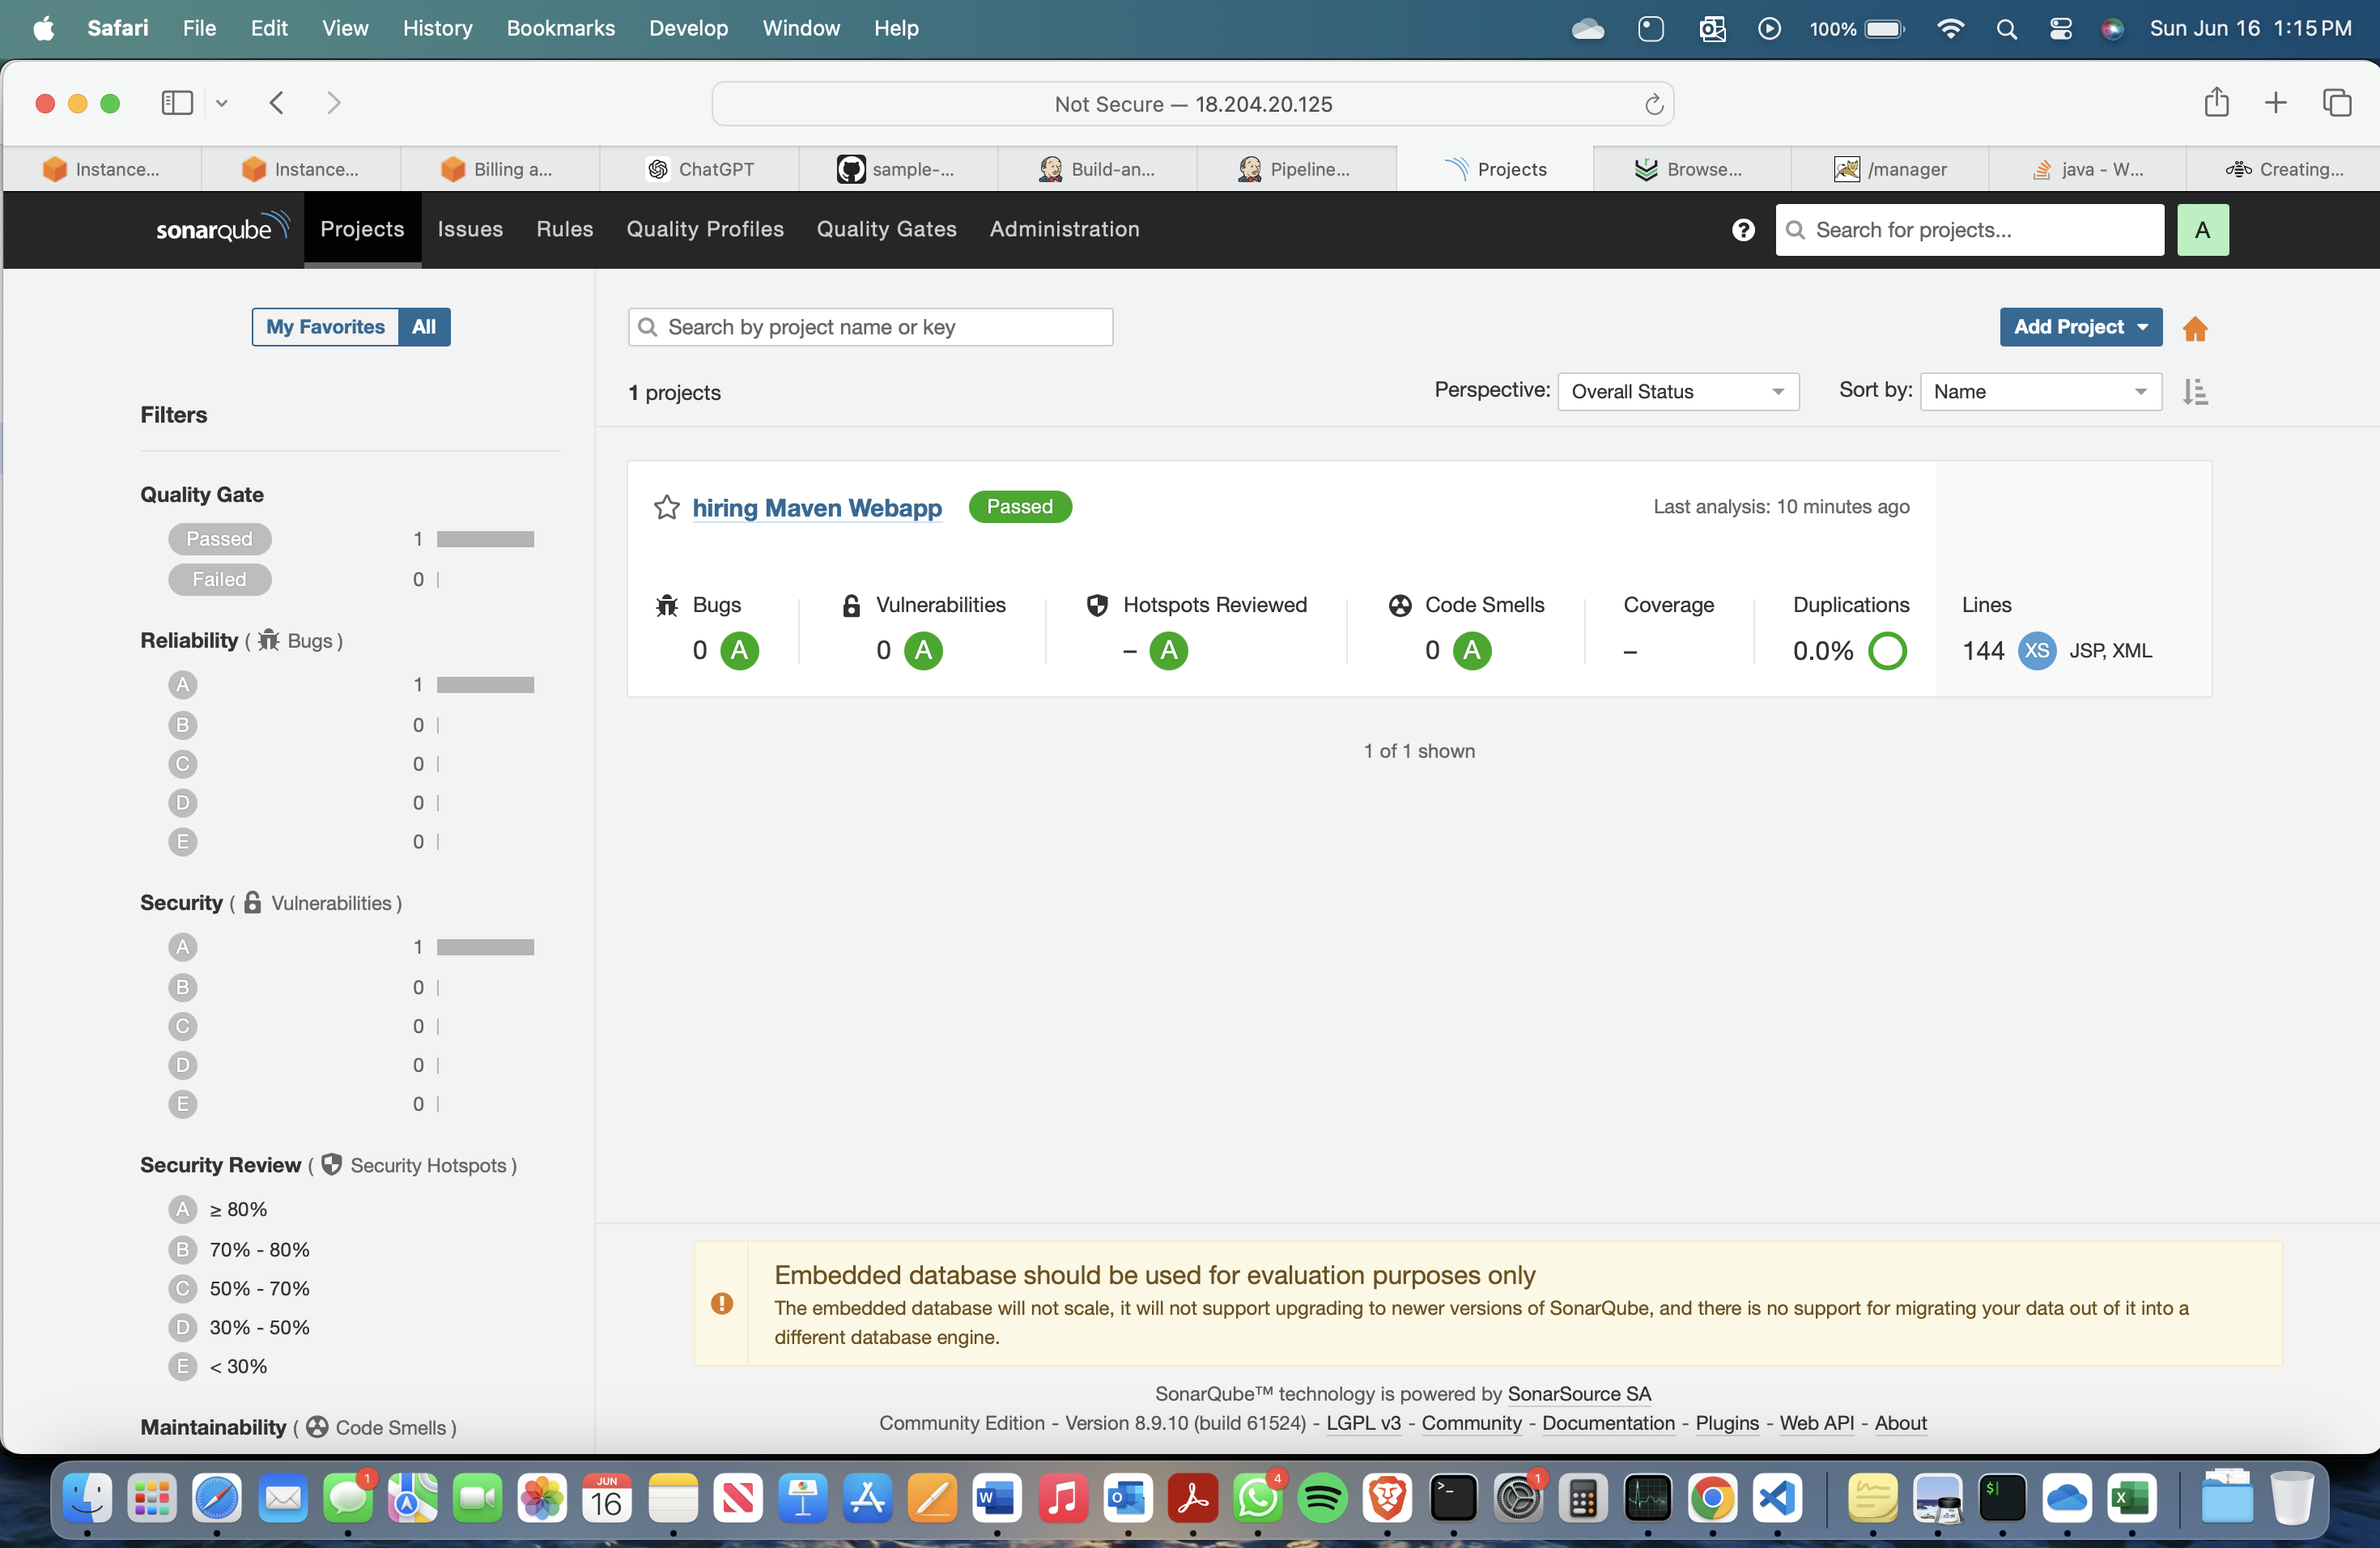 Safari File Edit View History Bookmarks Develop Window Help 100% Sun Jun 16 1:15 PM
Not Secure — 18.204.20.125
Instance... Instance... Billing a... ChatGPT sample-... Build-an... Pipeline... Projects Browse... /manager java - W... Creating...
sonarqube Projects Issues Rules Quality Profiles Quality Gates Administration ? Search for projects... A
My Favorites All Search by project name or key Add Project
1 projects Perspective: Overall Status Sort by: Name
Filters
Quality Gate
Passed 1
Failed 0
Reliability ( Bugs )
A 1
B 0
C 0
D 0
E 0
Security ( Vulnerabilities )
A 1
B 0
C 0
D 0
E 0
Security Review ( Security Hotspots )
A ≥ 80%
B 70% - 80%
C 50% - 70%
D 30% - 50%
E < 30%
Maintainability ( Code Smells )
hiring Maven Webapp Passed Last analysis: 10 minutes ago
Bugs Vulnerabilities Hotspots Reviewed Code Smells Coverage Duplications Lines
0 A 0 A – A 0 A – 0.0% 144 XS JSP, XML
1 of 1 shown
Embedded database should be used for evaluation purposes only
The embedded database will not scale, it will not support upgrading to newer versions of SonarQube, and there is no support for migrating your data out of it into a
different database engine.
SonarQube™ technology is powered by SonarSource SA
Community Edition - Version 8.9.10 (build 61524) - LGPL v3 - Community - Documentation - Plugins - Web API - About
1 JUN 4 1
16